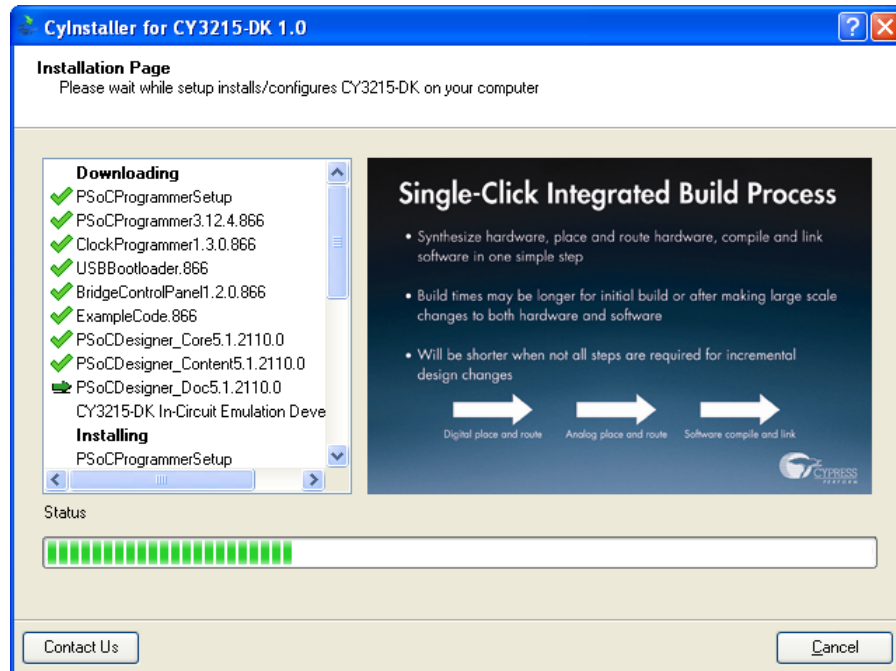 CyInstaller for CY3215-DK 1.0
Installation Page
Please wait while setup installs/configures CY3215-DK on your computer
Downloading
PSoCProgrammerSetup
PSoCProgrammer3.12.4.866
ClockProgrammer1.3.0.866
USBBootloader.866
BridgeControlPanel1.2.0.866
ExampleCode.866
PSoCDesigner_Core5.1.2110.0
PSoCDesigner_Content5.1.2110.0
PSoCDesigner_Doc5.1.2110.0
CY3215-DK In-Circuit Emulation Deve
Installing
PSoCProgrammerSetup
Single-Click Integrated Build Process
• Synthesize hardware, place and route hardware, compile and link
software in one simple step
• Build times may be longer for initial build or after making large scale
changes to both hardware and software
• Will be shorter when not all steps are required for incremental
design changes
Digital place and route Analog place and route Software compile and link
CYPRESS
PERFORM
Status
Contact Us
Cancel